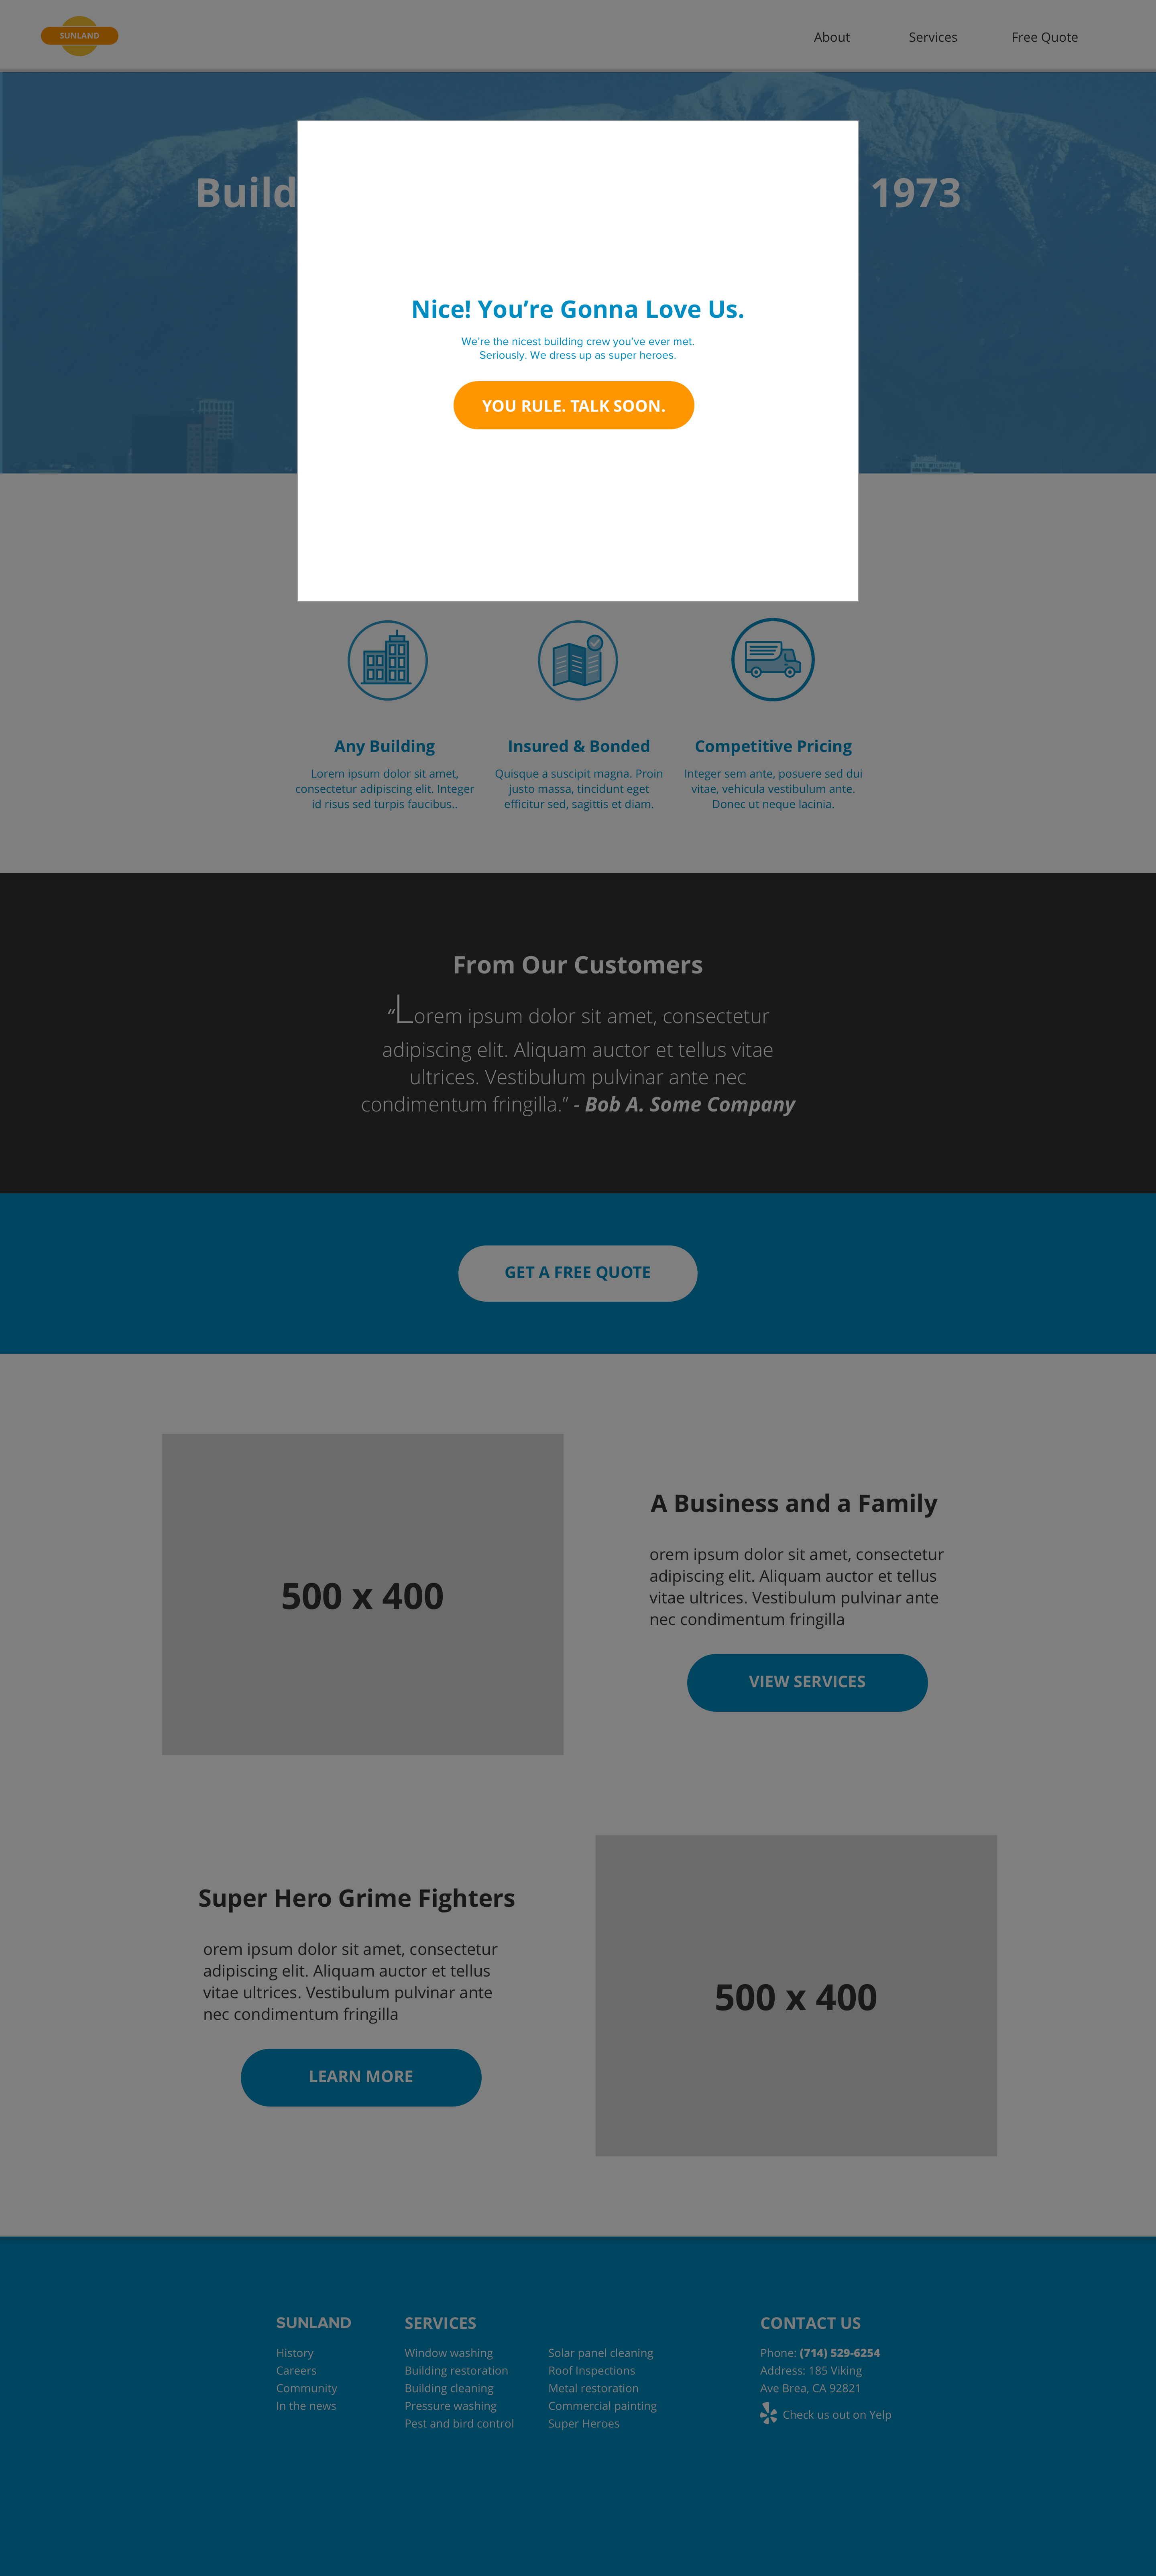 SUNLAND
About Services Free Quote
Build 1973
Nice! You’re Gonna Love Us.
We’re the nicest building crew you’ve ever met.
Seriously. We dress up as super heroes.
YOU RULE. TALK SOON.
Any Building
Lorem ipsum dolor sit amet,
consectetur adipiscing elit. Integer
id risus sed turpis faucibus..
Insured & Bonded
Quisque a suscipit magna. Proin
justo massa, tincidunt eget
efficitur sed, sagittis et diam.
Competitive Pricing
Integer sem ante, posuere sed dui
vitae, vehicula vestibulum ante.
Donec ut neque lacinia.
From Our Customers
“Lorem ipsum dolor sit amet, consectetur
adipiscing elit. Aliquam auctor et tellus vitae
ultrices. Vestibulum pulvinar ante nec
condimentum fringilla.” - Bob A. Some Company
GET A FREE QUOTE
500 x 400
A Business and a Family
orem ipsum dolor sit amet, consectetur
adipiscing elit. Aliquam auctor et tellus
vitae ultrices. Vestibulum pulvinar ante
nec condimentum fringilla
VIEW SERVICES
Super Hero Grime Fighters
orem ipsum dolor sit amet, consectetur
adipiscing elit. Aliquam auctor et tellus
vitae ultrices. Vestibulum pulvinar ante
nec condimentum fringilla
LEARN MORE
500 x 400
SUNLAND
History
Careers
Community
In the news
SERVICES
Window washing
Building restoration
Building cleaning
Pressure washing
Pest and bird control
Solar panel cleaning
Roof Inspections
Metal restoration
Commercial painting
Super Heroes
CONTACT US
Phone: (714) 529-6254
Address: 185 Viking
Ave Brea, CA 92821
Check us out on Yelp